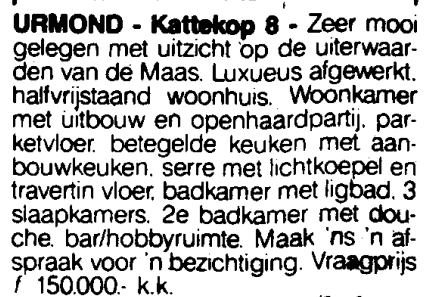 URMOND - Kattekop 8 - Zeer mooi
gelegen met uitzicht op de uiterwaar-
den van de Maas. Luxueus afgewerkt.
halfvrijstaand woonhuis. Woonkamer
met uitbouw en openhaardpartij, par-
ketvloer. betegelde keuken met aan-
bouwkeuken. serre met lichtkoepel en
travertin vloer. badkamer met ligbad. 3
slaapkamers. 2e badkamer met dou-
che. bar/hobbyruimte. Maak 'ns 'n af-
spraak voor 'n bezichtiging. Vraagprijs
f 150.000.- k.k.